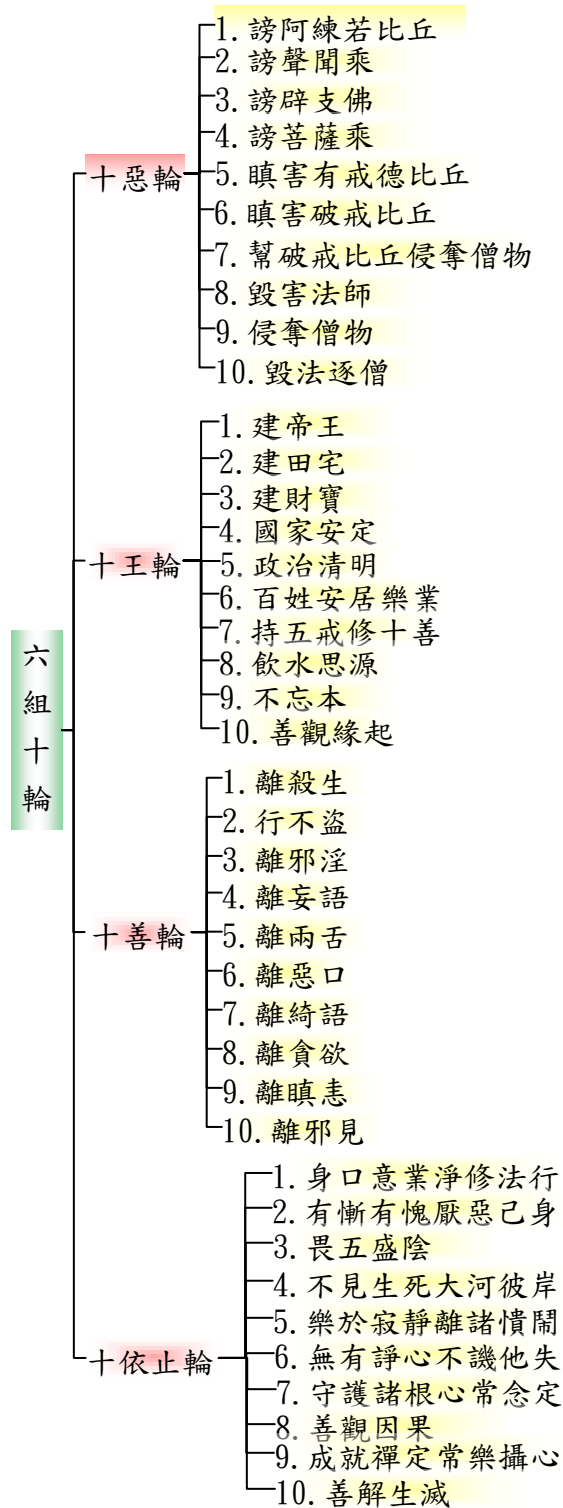 六組十輪
十惡輪
1. 謗阿練若比丘
2. 謗聲聞乘
3. 謗辟支佛
4. 謗菩薩乘
5. 瞋害有戒德比丘
6. 瞋害破戒比丘
7. 幫破戒比丘侵奪僧物
8. 毀害法師
9. 侵奪僧物
10. 毀法逐僧
十王輪
1. 建帝王
2. 建田宅
3. 建財寶
4. 國家安定
5. 政治清明
6. 百姓安居樂業
7. 持五戒修十善
8. 飲水思源
9. 不忘本
10. 善觀緣起
十善輪
1. 離殺生
2. 行不盜
3. 離邪淫
4. 離妄語
5. 離兩舌
6. 離惡口
7. 離綺語
8. 離貪欲
9. 離瞋恚
10. 離邪見
十依止輪
1. 身口意業淨修法行
2. 有慚有愧厭惡己身
3. 畏五盛陰
4. 不見生死大河彼岸
5. 樂於寂靜離諸憒鬧
6. 無有諍心不譏他失
7. 守護諸根心常念定
8. 善觀因果
9. 成就禪定常樂攝心
10. 善解生滅